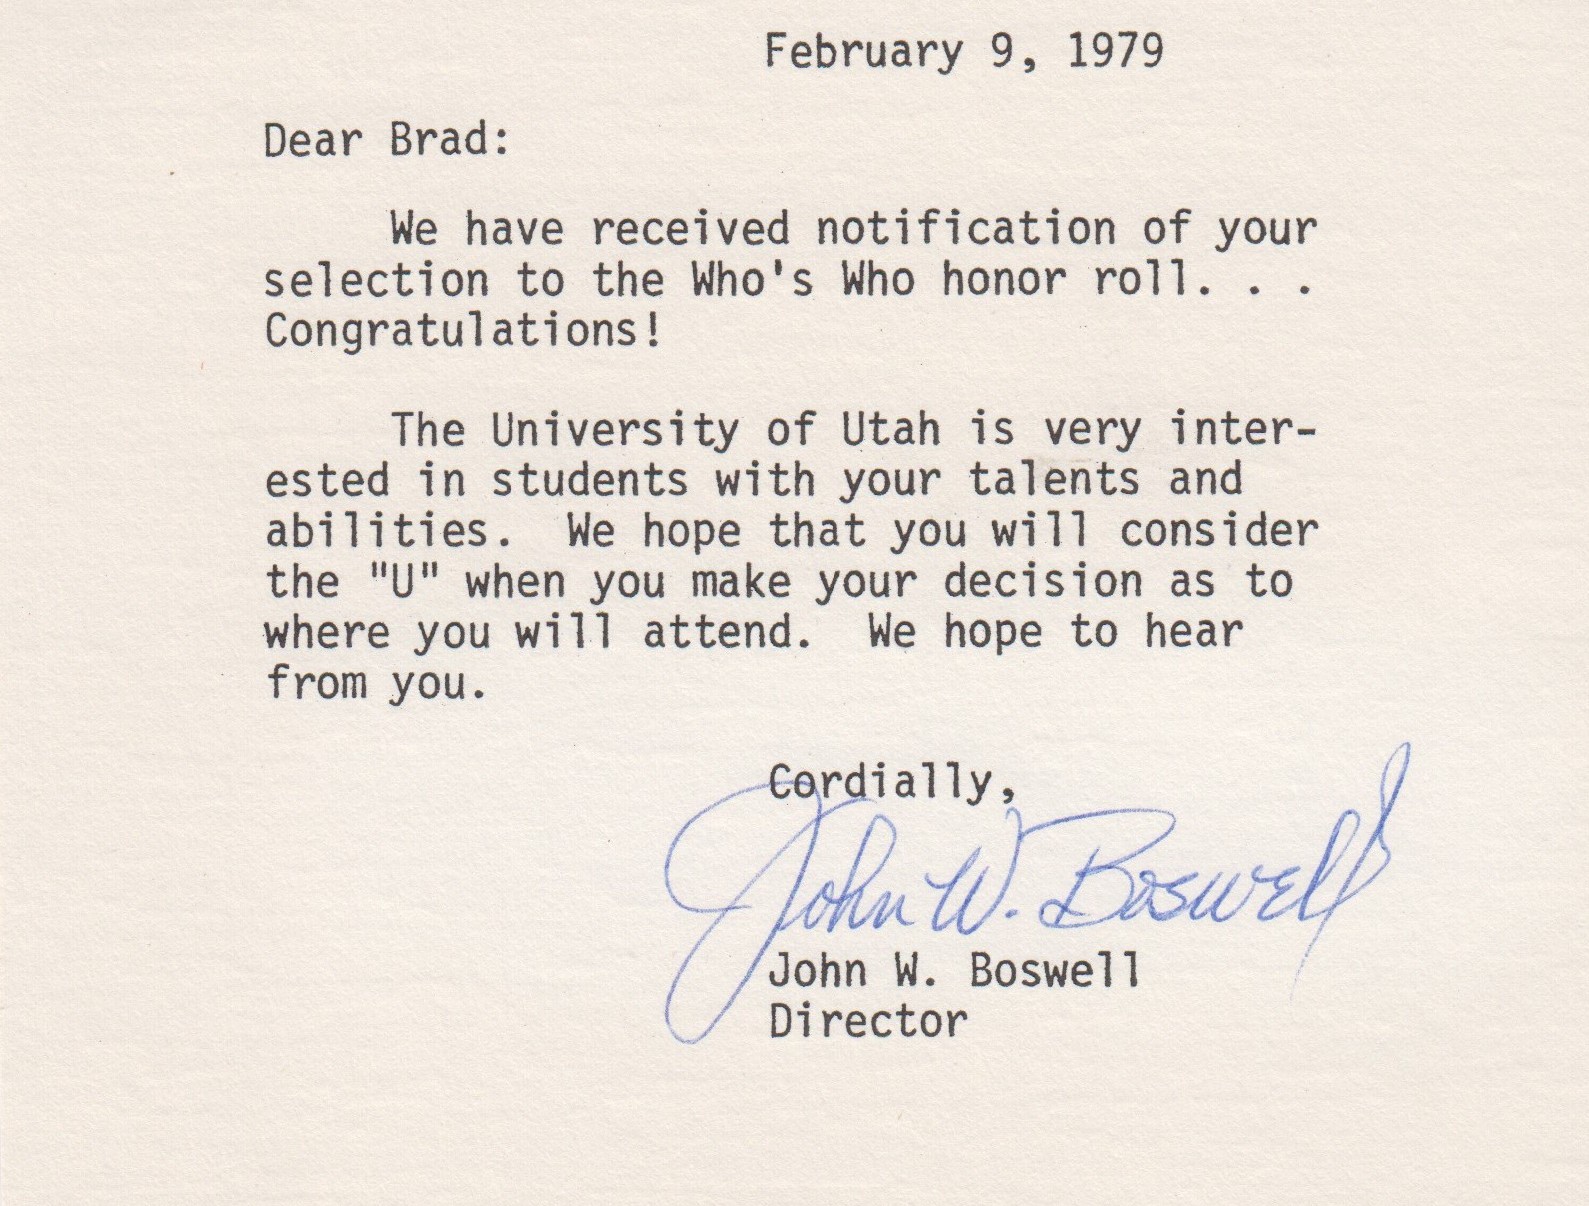 February 9, 1979
Dear Brad:
We have received notification of your
selection to the Who's Who honor roll. . .
Congratulations!
The University of Utah is very inter-
ested in students with your talents and
abilities.  We hope that you will consider
the "U" when you make your decision as to
where you will attend.  We hope to hear
from you.
Cordially,
John W. Boswell
John W. Boswell
Director